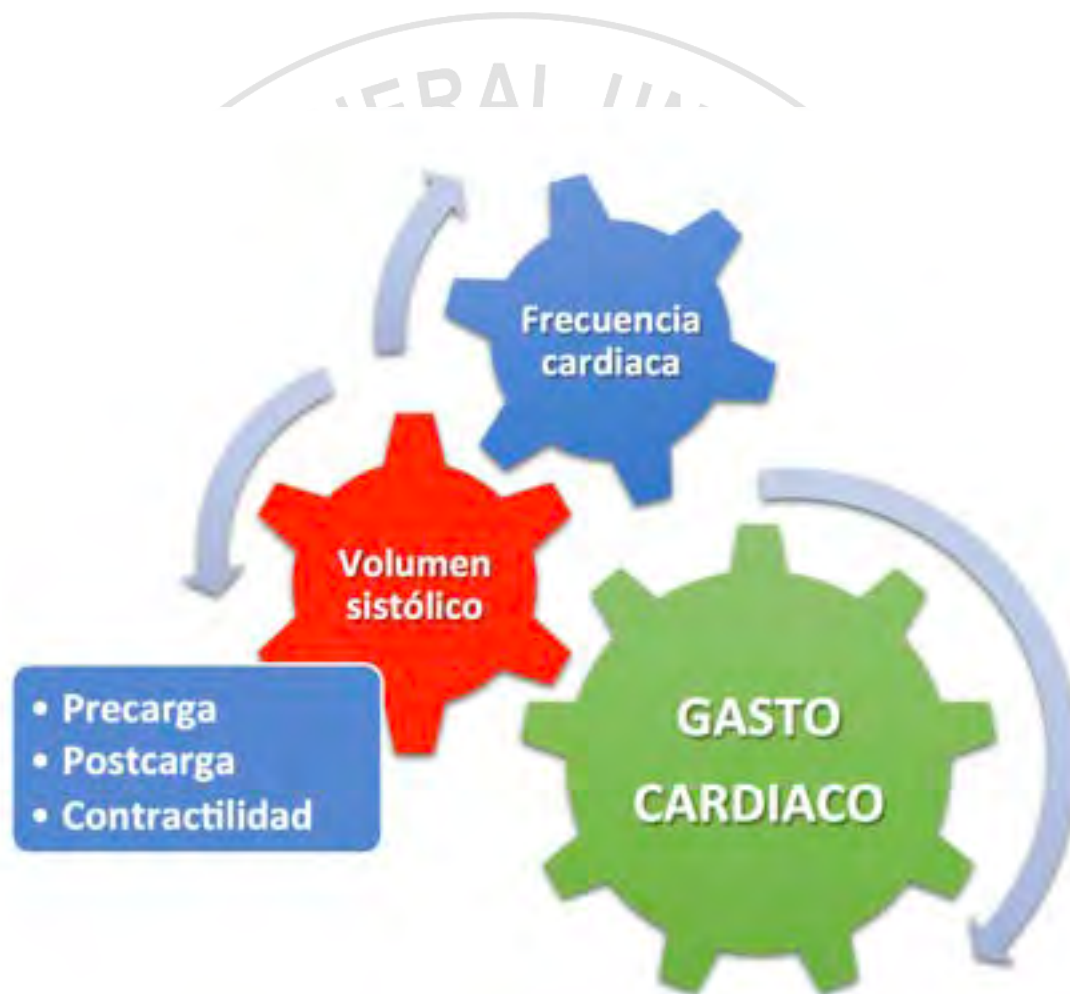 Frecuencia
cardiaca
Volumen
sistólico
• Precarga
• Postcarga
• Contractilidad
GASTO
CARDIACO